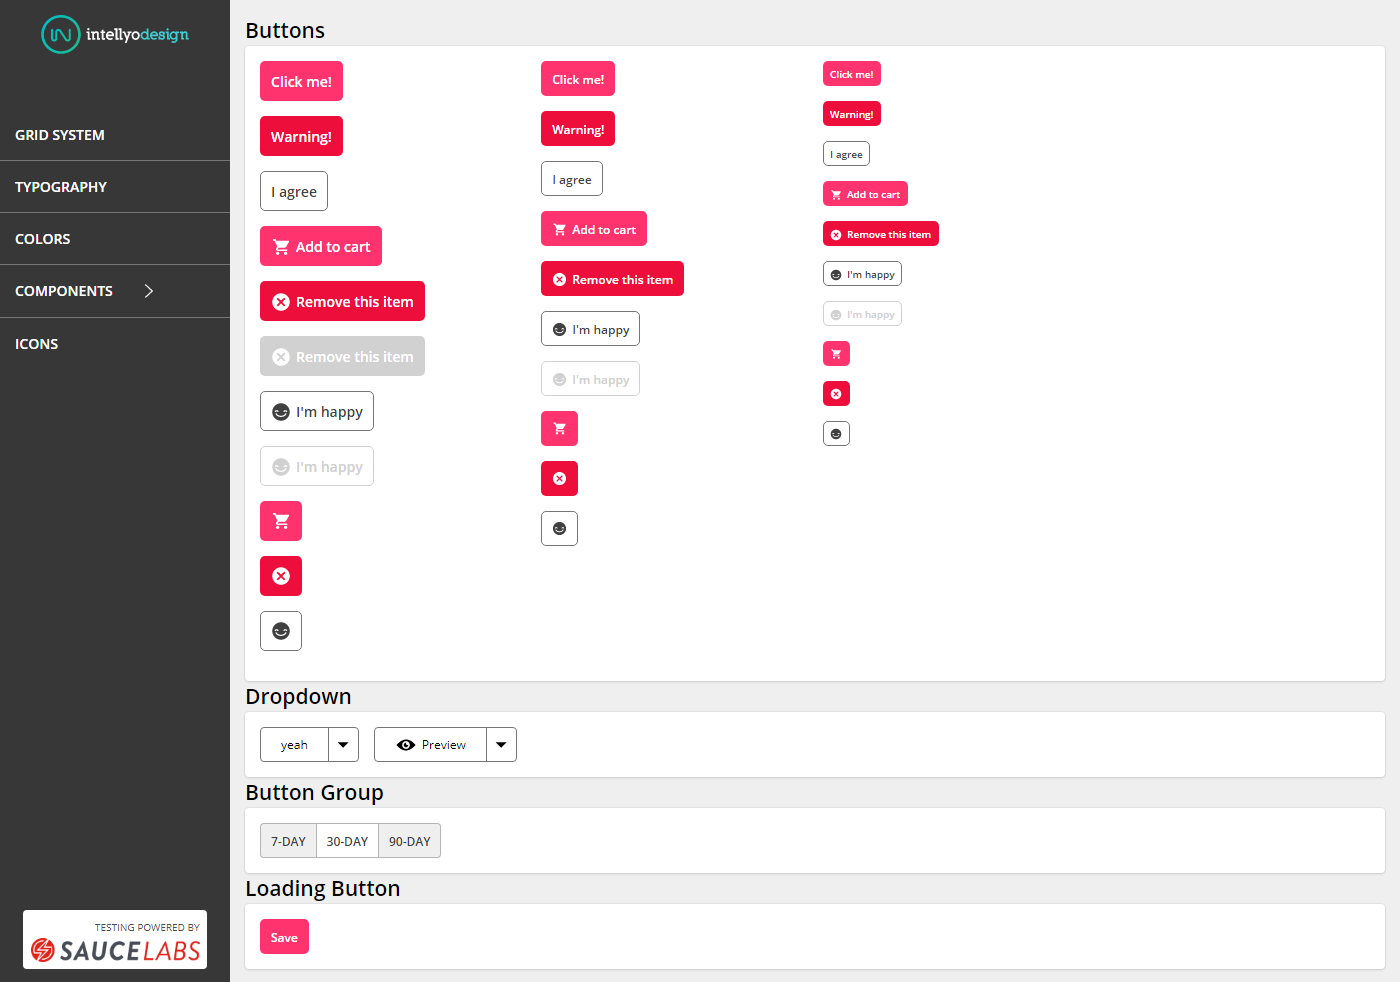 intellyodesign
GRID SYSTEM
TYPOGRAPHY
COLORS
COMPONENTS
ICONS
TESTING POWERED BY
SAUCELABS
Buttons
Click me!
Warning!
I agree
Add to cart
Remove this item
Remove this item
I'm happy
I'm happy
Click me!
Warning!
I agree
Add to cart
Remove this item
I'm happy
I'm happy
Click me!
Warning!
I agree
Add to cart
Remove this item
I'm happy
I'm happy
Dropdown
yeah
Preview
Button Group
7-DAY 30-DAY 90-DAY
Loading Button
Save